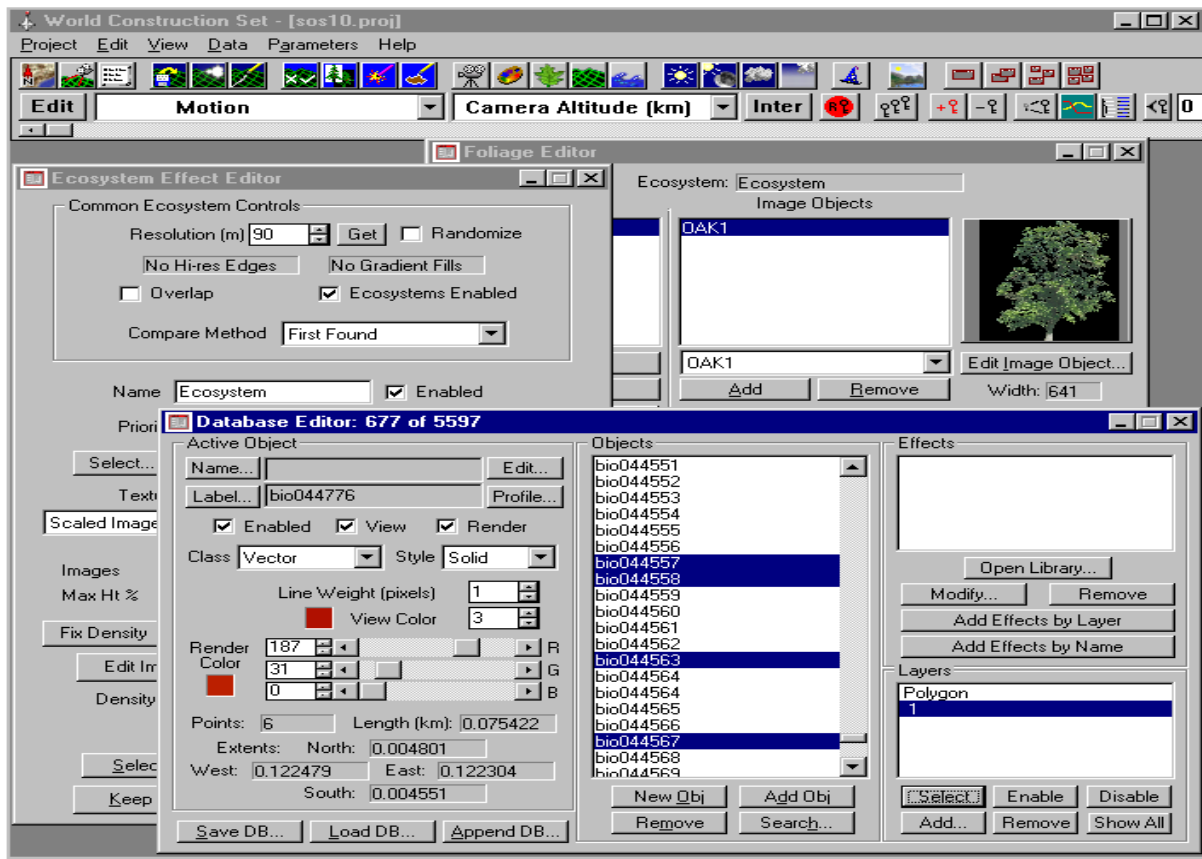 World Construction Set - [sos10.proj]
Project Edit View Data Parameters Help
Edit Motion Camera Altitude (km) Inter 0
Foliage Editor
Ecosystem: Ecosystem
Image Objects
OAK1
OAK1
Edit Image Object...
Add Remove Width: 641
Ecosystem Effect Editor
Common Ecosystem Controls
Resolution (m) 90 Get Randomize
No Hi-res Edges No Gradient Fills
Overlap Ecosystems Enabled
Compare Method First Found
Name Ecosystem Enabled
Priori
Select...
Textu
Scaled Image
Images
Max Ht %
Fix Density
Edit Im
Density
Selec
Keep
Database Editor: 677 of 5597
Active Object
Name... Edit...
Label... bio044776 Profile...
Enabled View Render
Class Vector Style Solid
Line Weight (pixels) 1
View Color 3
Render Color
187 R
31 G
0 B
Points: 6 Length (km): 0.075422
Extents: North: 0.004801
West: 0.122479 East: 0.122304
South: 0.004551
Save DB... Load DB... Append DB...
Objects
bio044551
bio044552
bio044553
bio044554
bio044555
bio044556
bio044557
bio044558
bio044559
bio044560
bio044561
bio044562
bio044563
bio044564
bio044564
bio044565
bio044566
bio044567
bio044568
bio044569
New Obj Add Obj
Remove Search...
Effects
Open Library...
Modify... Remove
Add Effects by Layer
Add Effects by Name
Layers
Polygon
1
Select Enable Disable
Add... Remove Show All